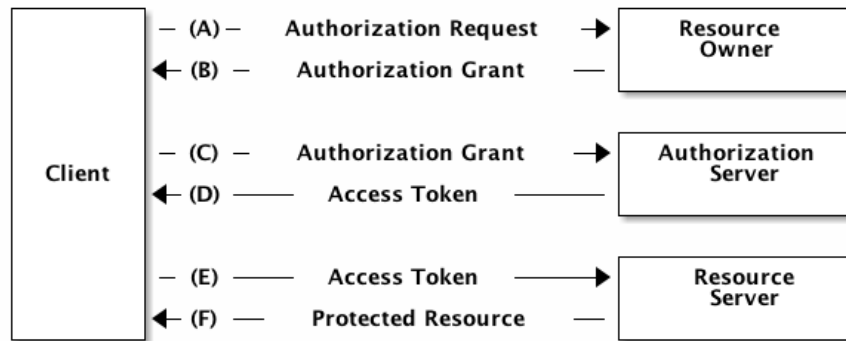 (A) Authorization Request
Resource
Owner
(B) Authorization Grant
Client
(C) Authorization Grant
Authorization
Server
(D) Access Token
(E) Access Token
Resource
Server
(F) Protected Resource